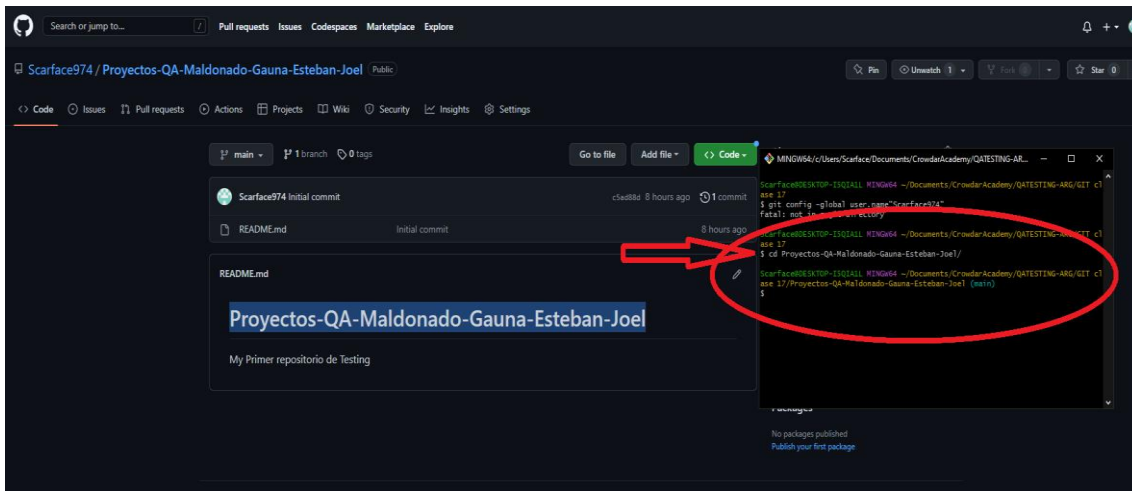 Search or jump to...
/
Pull requests Issues Codespaces Marketplace Explore
Scarface974 / Proyectos-QA-Maldonado-Gauna-Esteban-Joel Public
Pin Unwatch 1 Fork Star 0
Code Issues Pull requests Actions Projects Wiki Security Insights Settings
main 1 branch 0 tags Go to file Add file Code
Scarface974 Initial commit c5ad88d 8 hours ago 1 commit
README.md Initial commit 8 hours ago
README.md
Proyectos-QA-Maldonado-Gauna-Esteban-Joel
My Primer repositorio de Testing
MINGW64:/c/Users/Scarface/Documents/CrowdarAcademy/QATESTING-AR...
Scarface@DESKTOP-ISQIA1L MINGW64 ~/Documents/CrowdarAcademy/QATESTING-ARG/GIT cl
ase 17
$ git config -global user.name"Scarface974"
fatal: not in a git directory
Scarface@DESKTOP-ISQIA1L MINGW64 ~/Documents/CrowdarAcademy/QATESTING-ARG/GIT cl
ase 17
$ cd Proyectos-QA-Maldonado-Gauna-Esteban-Joel/
Scarface@DESKTOP-ISQIA1L MINGW64 ~/Documents/CrowdarAcademy/QATESTING-ARG/GIT cl
ase 17/Proyectos-QA-Maldonado-Gauna-Esteban-Joel (main)
$
Packages
No packages published
Publish your first package